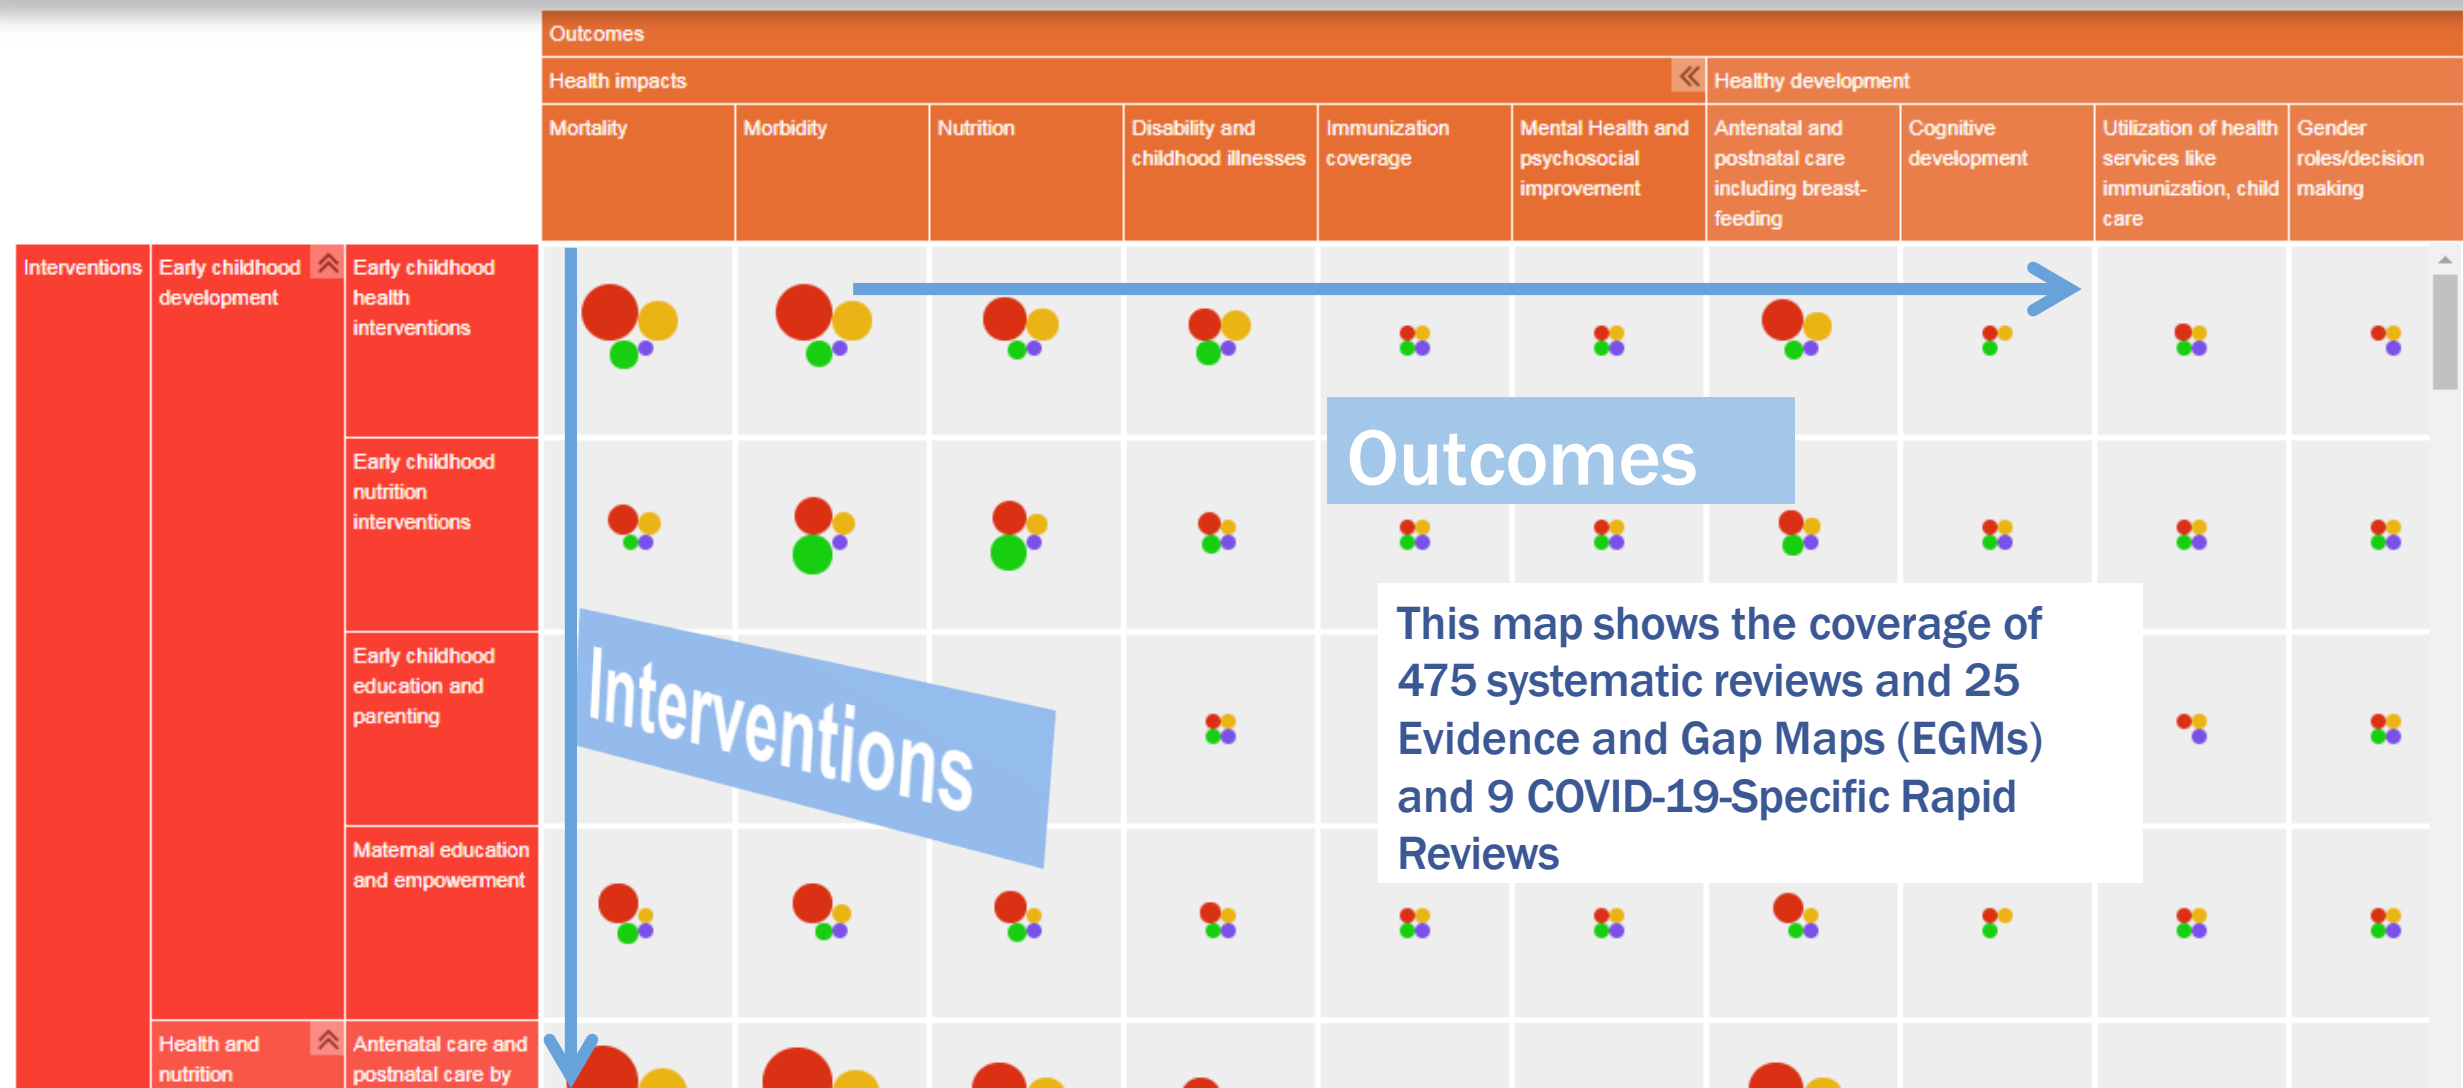 Outcomes
Health impacts
Healthy development
Mortality
Morbidity
Nutrition
Disability and
childhood illnesses
Immunization
coverage
Mental Health and
psychosocial
improvement
Antenatal and
postnatal care
including breast-
feeding
Cognitive
development
Utilization of health
services like
immunization, child
care
Gender
roles/decision
making
Interventions
Early childhood
development
Early childhood
health
interventions
Outcomes
Early childhood
nutrition
interventions
Interventions
This map shows the coverage of
475 systematic reviews and 25
Evidence and Gap Maps (EGMs)
and 9 COVID-19-Specific Rapid
Reviews
Early childhood
education and
parenting
Maternal education
and empowerment
Health and
nutrition
Antenatal care and
postnatal care by